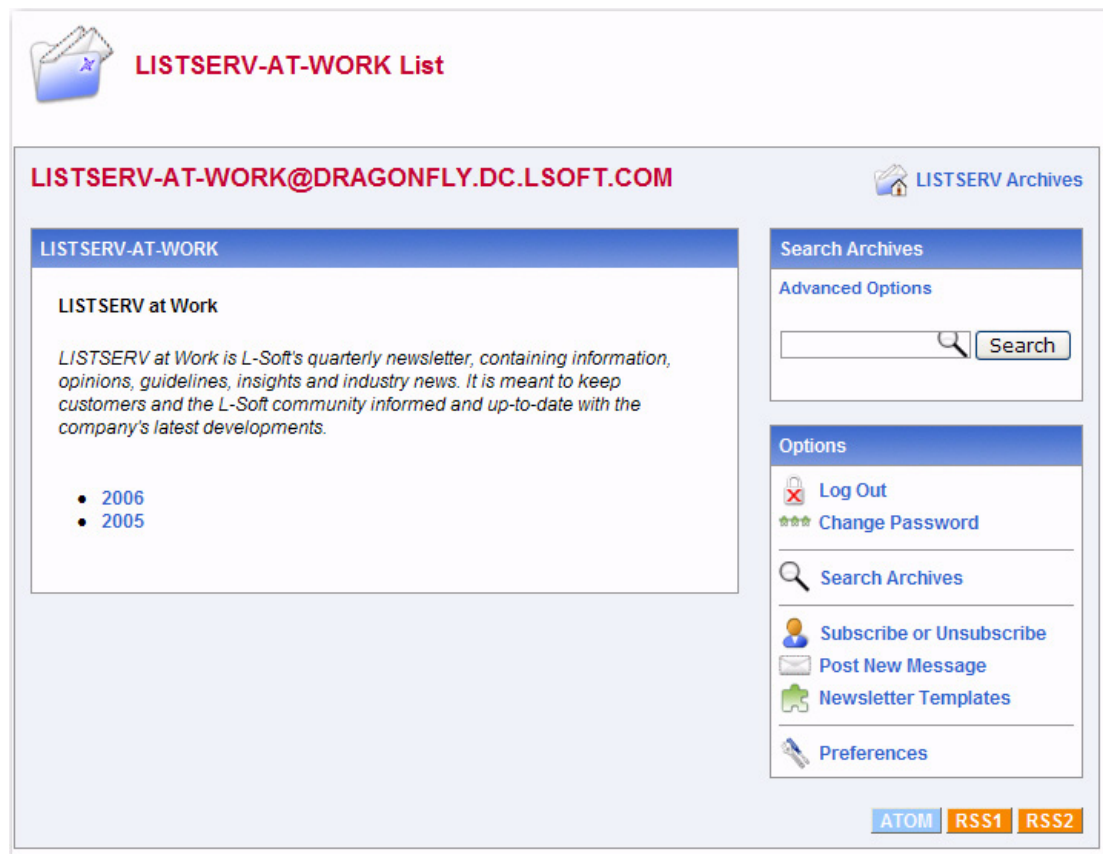 LISTSERV-AT-WORK List
LISTSERV-AT-WORK@DRAGONFLY.DC.LSOFT.COM
LISTSERV Archives
LISTSERV-AT-WORK
LISTSERV at Work
LISTSERV at Work is L-Soft's quarterly newsletter, containing information,
opinions, guidelines, insights and industry news. It is meant to keep
customers and the L-Soft community informed and up-to-date with the
company's latest developments.
2006
2005
Search Archives
Advanced Options
Search
Options
Log Out
Change Password
Search Archives
Subscribe or Unsubscribe
Post New Message
Newsletter Templates
Preferences
ATOM RSS1 RSS2